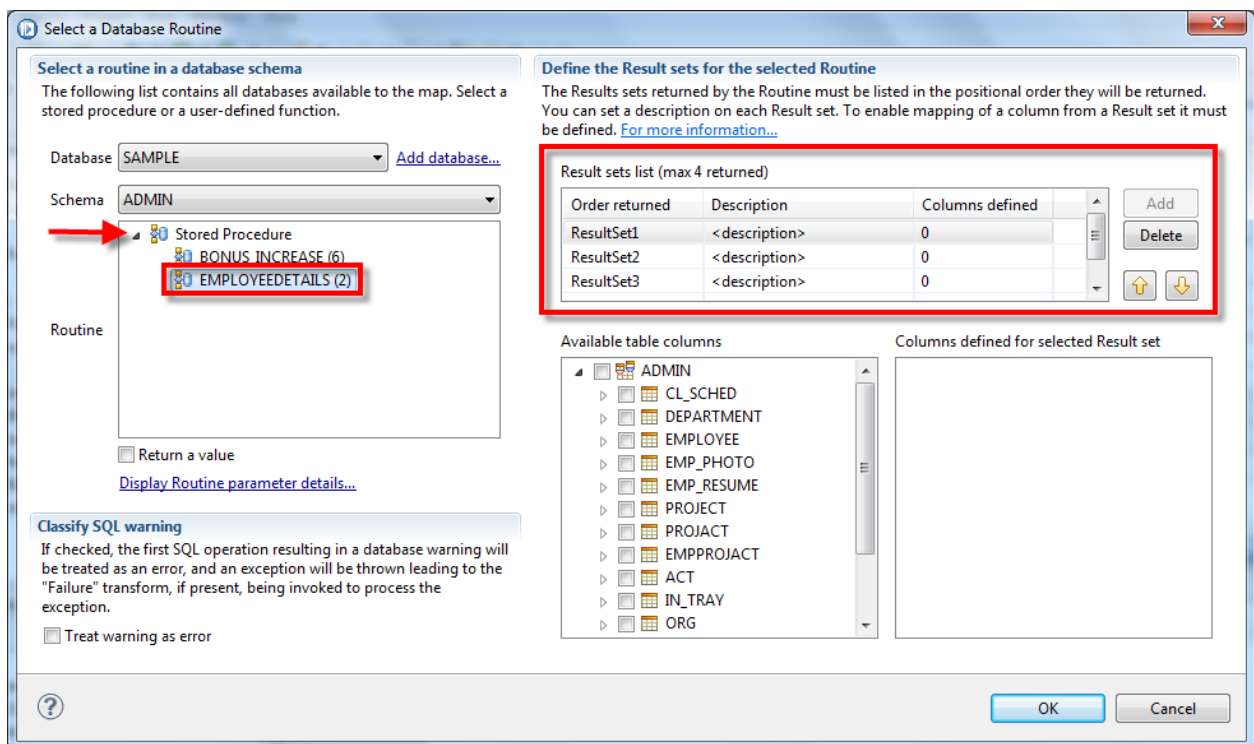 Select a Database Routine
Select a routine in a database schema
The following list contains all databases available to the map. Select a
stored procedure or a user-defined function.
Database SAMPLE Add database...
Schema ADMIN
Stored Procedure
BONUS_INCREASE (6)
EMPLOYEEDETAILS (2)
Routine
Return a value
Display Routine parameter details...
Classify SQL warning
If checked, the first SQL operation resulting in a database warning will
be treated as an error, and an exception will be thrown leading to the
"Failure" transform, if present, being invoked to process the
exception.
Treat warning as error
Define the Result sets for the selected Routine
The Results sets returned by the Routine must be listed in the positional order they will be returned.
You can set a description on each Result set. To enable mapping of a column from a Result set it must
be defined. For more information...
Result sets list (max 4 returned)
Order returned Description Columns defined
ResultSet1 <description> 0
ResultSet2 <description> 0
ResultSet3 <description> 0
Add
Delete
Available table columns
ADMIN
CL_SCHED
DEPARTMENT
EMPLOYEE
EMP_PHOTO
EMP_RESUME
PROJECT
PROJACT
EMPPROJACT
ACT
IN_TRAY
ORG
Columns defined for selected Result set
OK Cancel